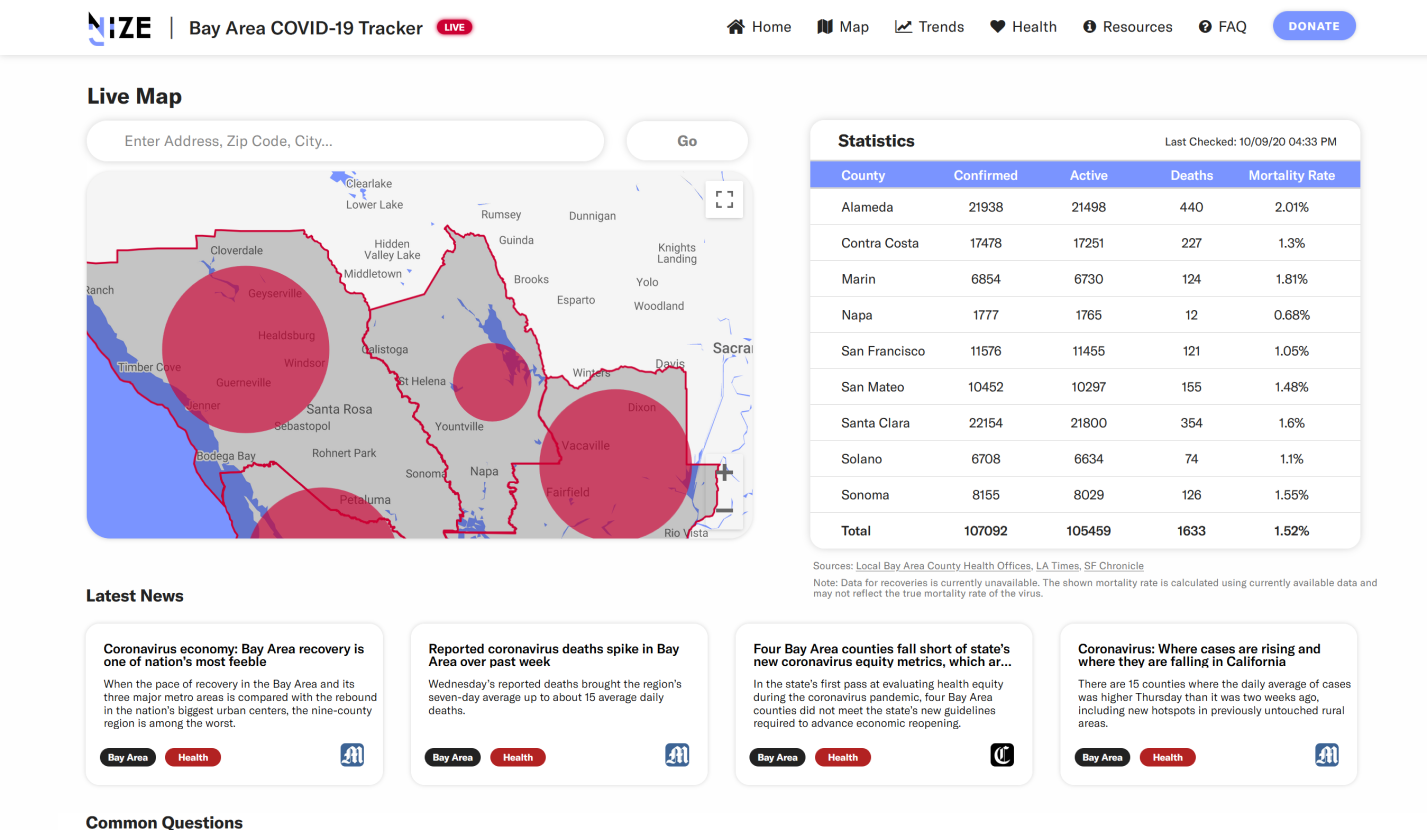 NIZE | Bay Area COVID-19 Tracker LIVE
Home Map Trends Health Resources FAQ DONATE
Live Map
Enter Address, Zip Code, City...
Go
Clearlake
Lower Lake
Rumsey
Dunnigan
Hidden
Valley Lake
Guinda
Knights
Landing
Cloverdale
Middletown
Brooks
Yolo
Ranch
Geyserville
Esparto
Woodland
Healdsburg
Calistoga
Sacra
Timber Cove
Windsor
Davis
Winters
Guerneville
St Helena
Jenner
Santa Rosa
Dixon
Sebastopol
Yountville
Vacaville
Bodega Bay
Rohnert Park
Sonoma
Napa
Fairfield
Petaluma
Rio Vista
Statistics
Last Checked: 10/09/20 04:33 PM
County Confirmed Active Deaths Mortality Rate
Alameda 21938 21498 440 2.01%
Contra Costa 17478 17251 227 1.3%
Marin 6854 6730 124 1.81%
Napa 1777 1765 12 0.68%
San Francisco 11576 11455 121 1.05%
San Mateo 10452 10297 155 1.48%
Santa Clara 22154 21800 354 1.6%
Solano 6708 6634 74 1.1%
Sonoma 8155 8029 126 1.55%
Total 107092 105459 1633 1.52%
Sources: Local Bay Area County Health Offices, LA Times, SF Chronicle
Note: Data for recoveries is currently unavailable. The shown mortality rate is calculated using currently available data and
may not reflect the true mortality rate of the virus.
Latest News
Coronavirus economy: Bay Area recovery is
one of nation's most feeble
When the pace of recovery in the Bay Area and its
three major metro areas is compared with the rebound
in the nation's biggest urban centers, the nine-county
region is among the worst.
Bay Area Health
Reported coronavirus deaths spike in Bay
Area over past week
Wednesday's reported deaths brought the region's
seven-day average up to about 15 average daily
deaths.
Bay Area Health
Four Bay Area counties fall short of state's
new coronavirus equity metrics, which ar...
In the state's first pass at evaluating health equity
during the coronavirus pandemic, four Bay Area
counties did not meet the state's new guidelines
required to advance economic reopening.
Bay Area Health
Coronavirus: Where cases are rising and
where they are falling in California
There are 15 counties where the daily average of cases
was higher Thursday than it was two weeks ago,
including new hotspots in previously untouched rural
areas.
Bay Area Health
Common Questions